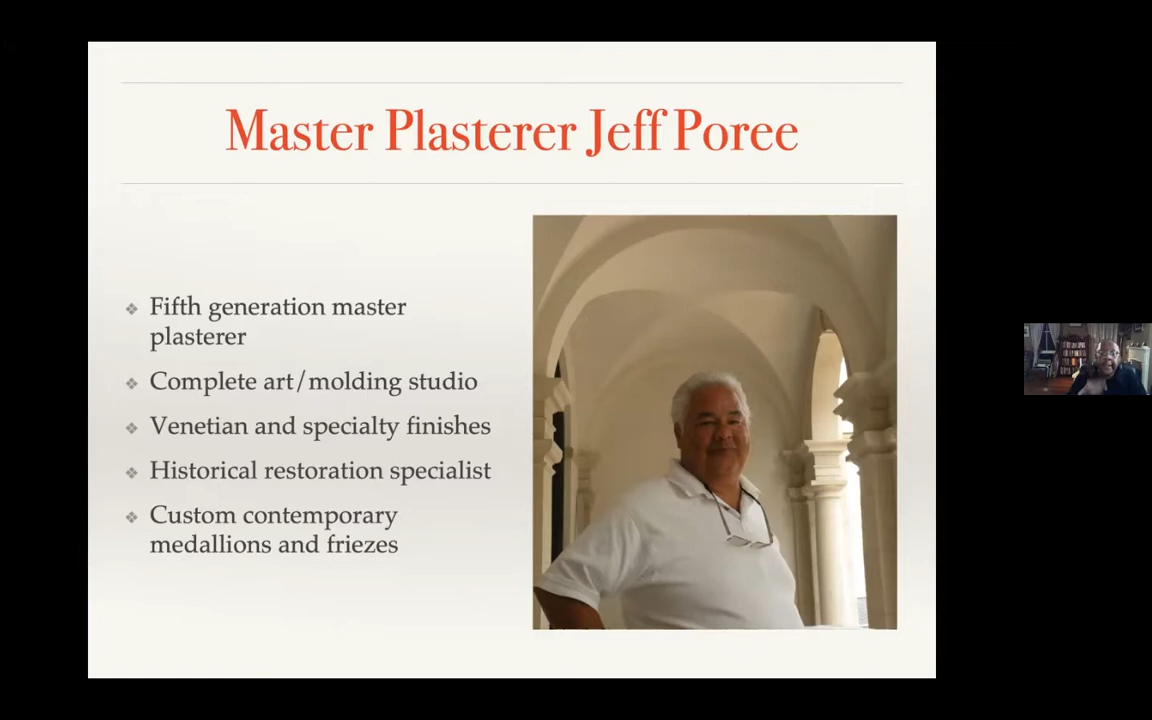 Master Plasterer Jeff Poree
❖ Fifth generation master
plasterer
❖ Complete art/molding studio
❖ Venetian and specialty finishes
❖ Historical restoration specialist
❖ Custom contemporary
medallions and friezes